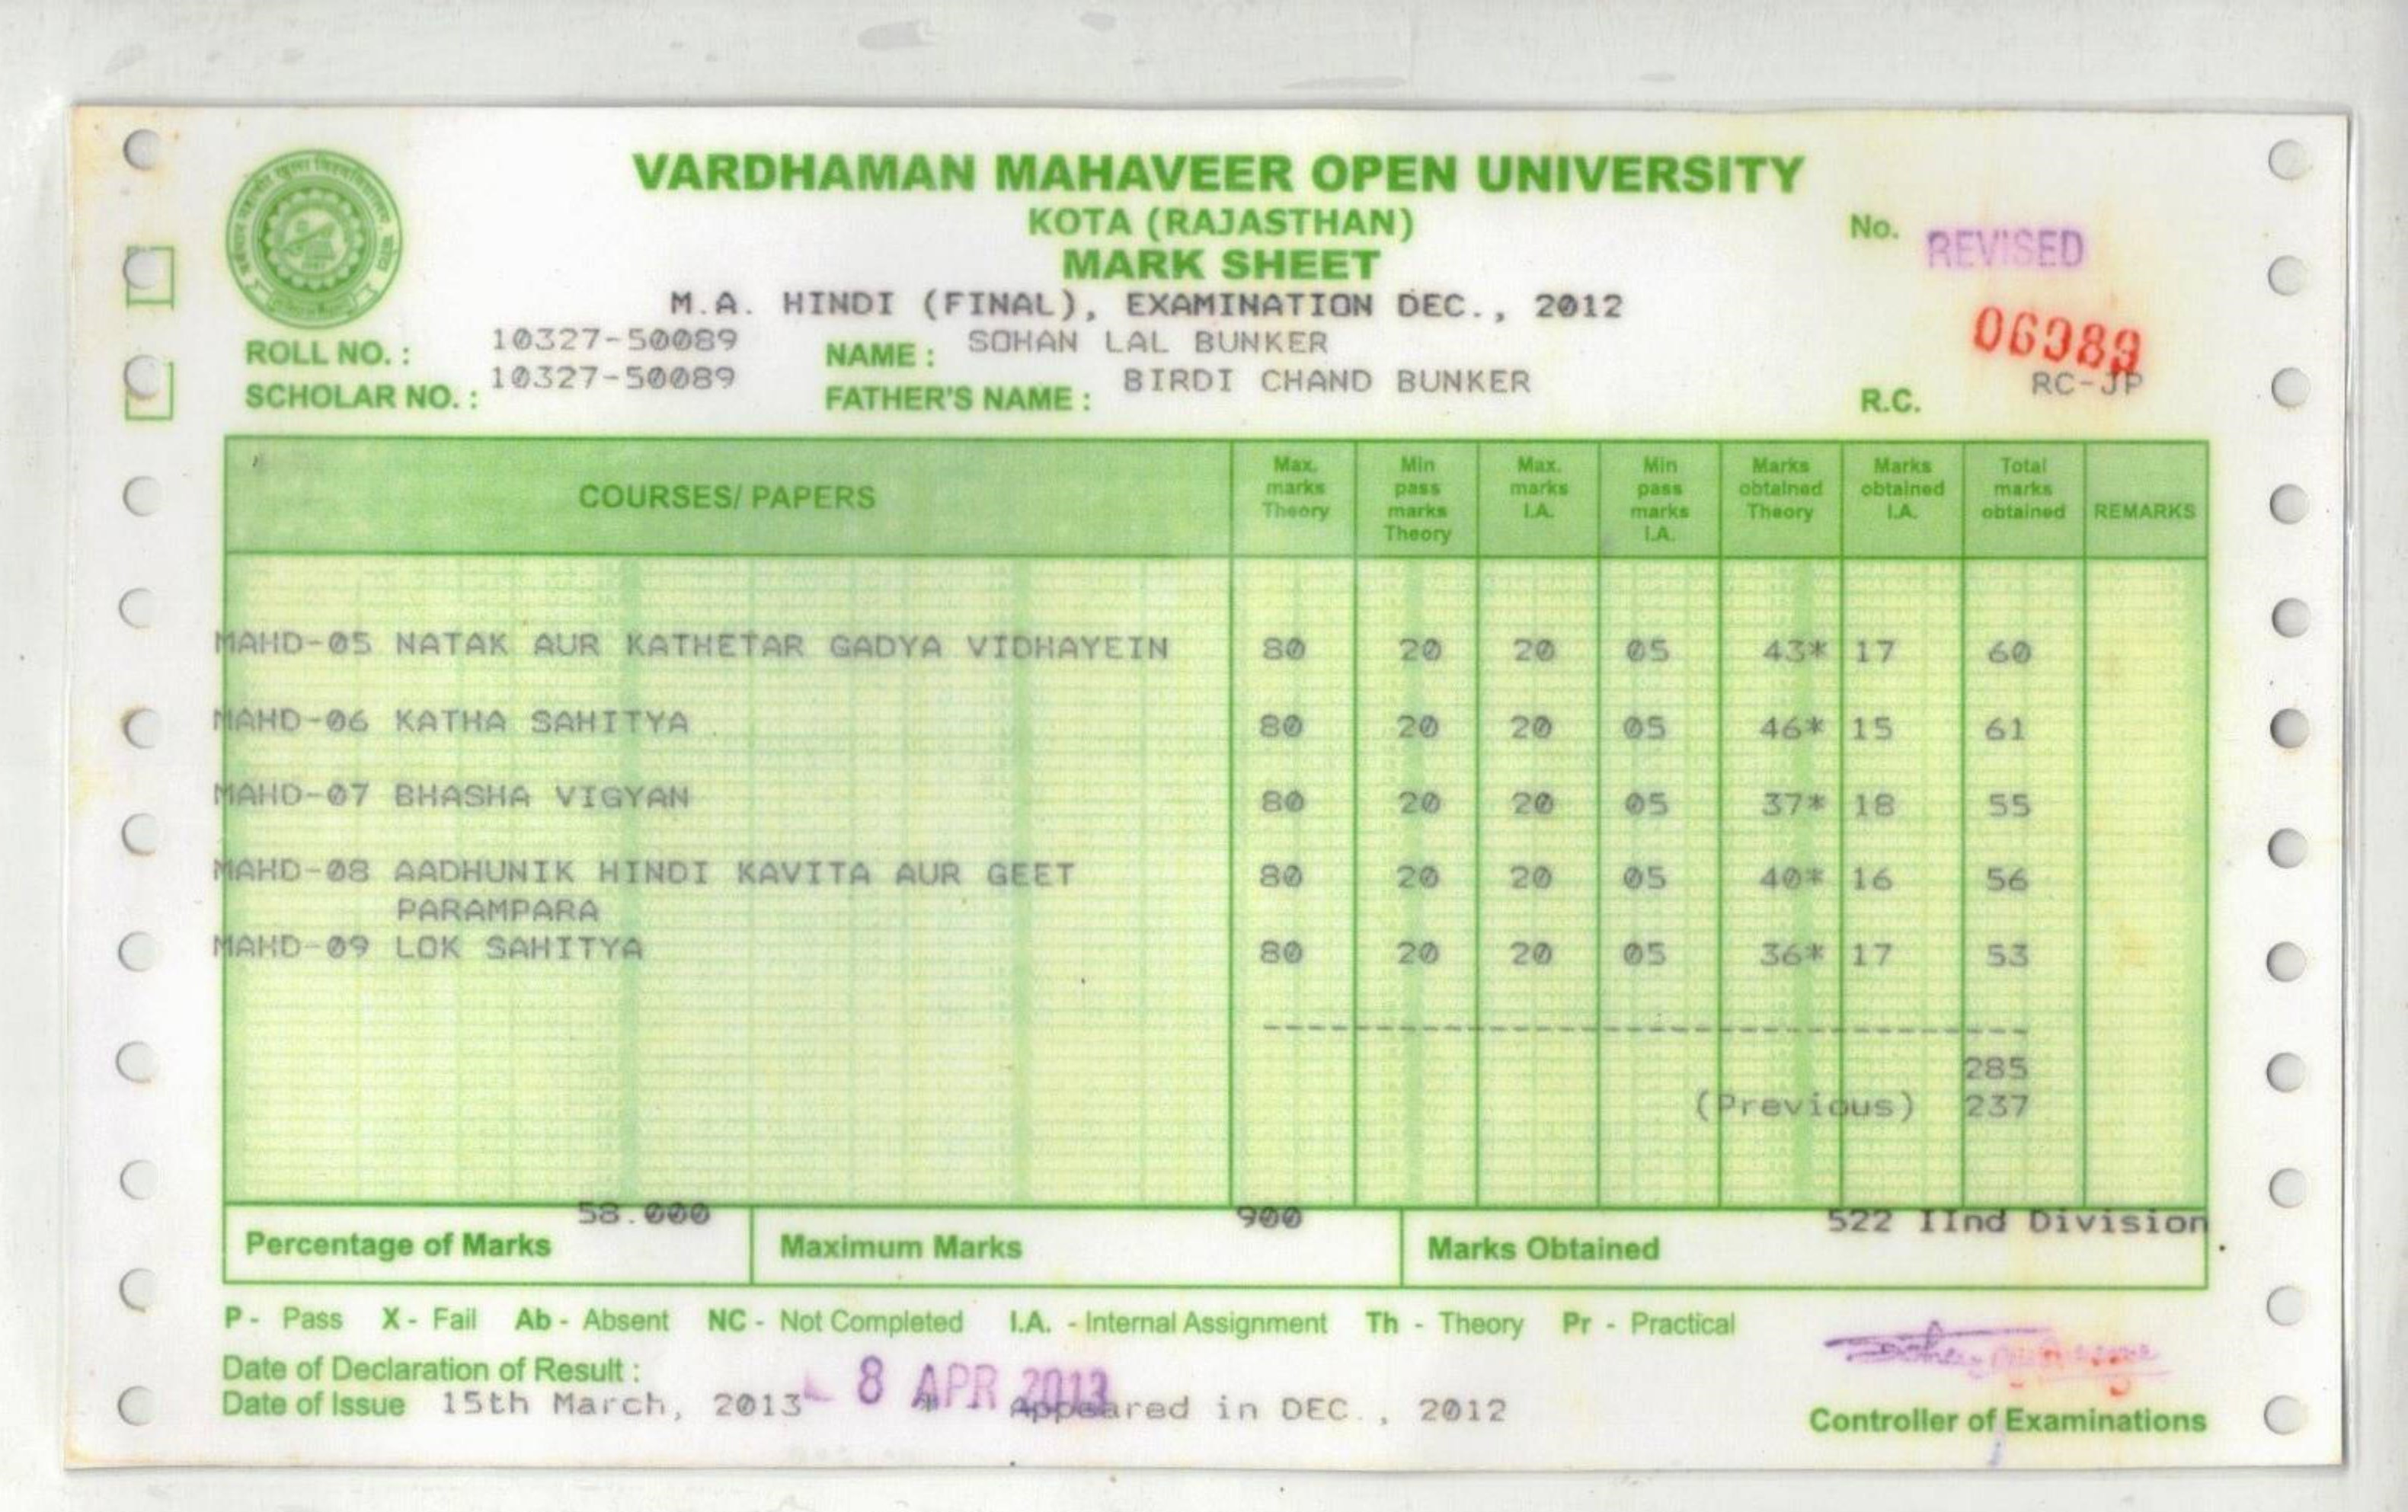 VARDHAMAN MAHAVEER OPEN UNIVERSITY
KOTA (RAJASTHAN)
MARK SHEET
No. REVISED
M.A. HINDI (FINAL), EXAMINATION DEC., 2012
ROLL NO. : 10327-50089 NAME : SOHAN LAL BUNKER
SCHOLAR NO. : 10327-50089 FATHER'S NAME : BIRDI CHAND BUNKER R.C. RC-JP
COURSES/ PAPERS Max. marks Theory Min pass marks Theory Max. marks I.A. Min pass marks I.A. Marks obtained Theory Marks obtained I.A. Total marks obtained REMARKS
MAHD-05 NATAK AUR KATHETAR GADYA VIDHAYEIN 80 20 20 05 43* 17 60
MAHD-06 KATHA SAHITYA 80 20 20 05 46* 15 61
MAHD-07 BHASHA VIGYAN 80 20 20 05 37* 18 55
MAHD-08 AADHUNIK HINDI KAVITA AUR GEET 80 20 20 05 40* 16 56
PARAMPARA
MAHD-09 LOK SAHITYA 80 20 20 05 36* 17 53
285
(Previous) 237
Percentage of Marks 58.000 Maximum Marks 900 Marks Obtained 522 IInd Division
P - Pass X - Fail Ab - Absent NC - Not Completed I.A. - Internal Assignment Th - Theory Pr - Practical
Date of Declaration of Result :
Date of Issue 15th March, 2013 8 APR 2013 * - Appeared in DEC., 2012
Controller of Examinations